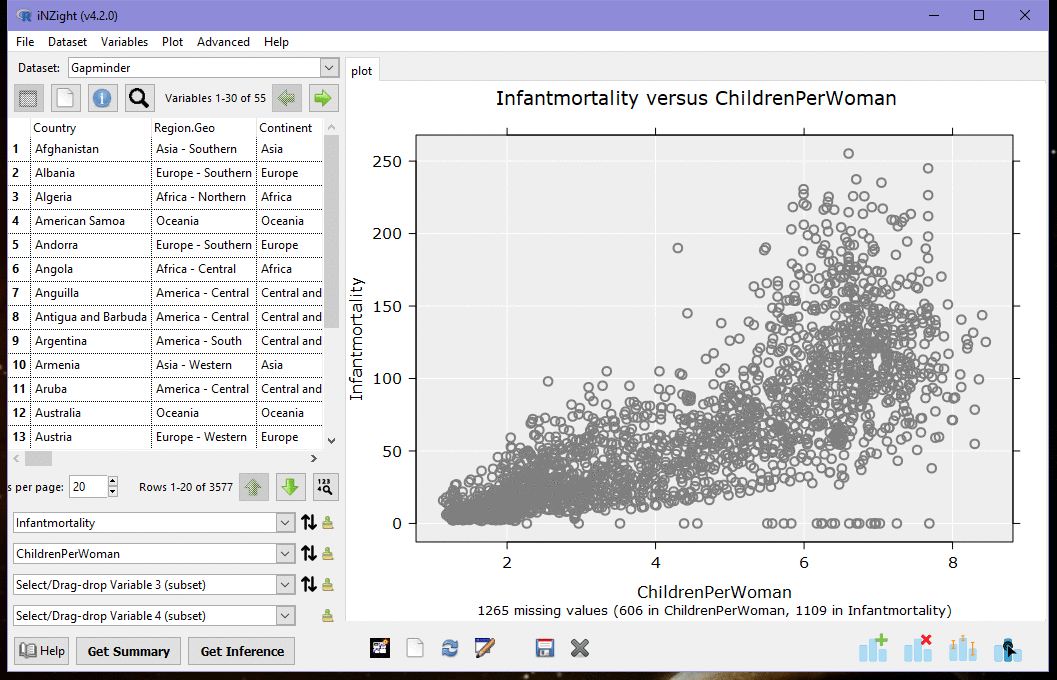 iNZight (v4.2.0)
File Dataset Variables Plot Advanced Help
Dataset: Gapminder
plot
Variables 1-30 of 55
Country Region.Geo Continent
1 Afghanistan Asia - Southern Asia
2 Albania Europe - Southern Europe
3 Algeria Africa - Northern Africa
4 American Samoa Oceania Oceania
5 Andorra Europe - Southern Europe
6 Angola Africa - Central Africa
7 Anguilla America - Central Central and
8 Antigua and Barbuda America - Central Central and
9 Argentina America - South Central and
10 Armenia Asia - Western Asia
11 Aruba America - Central Central and
12 Australia Oceania Oceania
13 Austria Europe - Western Europe
s per page: 20 Rows 1-20 of 3577 123
Infantmortality
ChildrenPerWoman
Select/Drag-drop Variable 3 (subset)
Select/Drag-drop Variable 4 (subset)
Help Get Summary Get Inference
Infantmortality versus ChildrenPerWoman
250
200
150
100
50
0
Infantmortality
2 4 6 8
ChildrenPerWoman
1265 missing values (606 in ChildrenPerWoman, 1109 in Infantmortality)